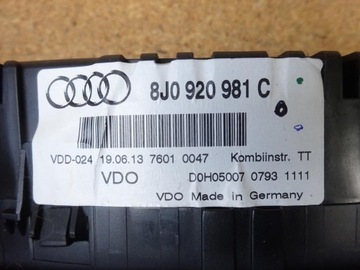 8J0 920 981 C
VDD-024 19.06.13 7601 0047 Kombiinstr. TT
VDO D0H05007 0793 1111
VDO Made in Germany